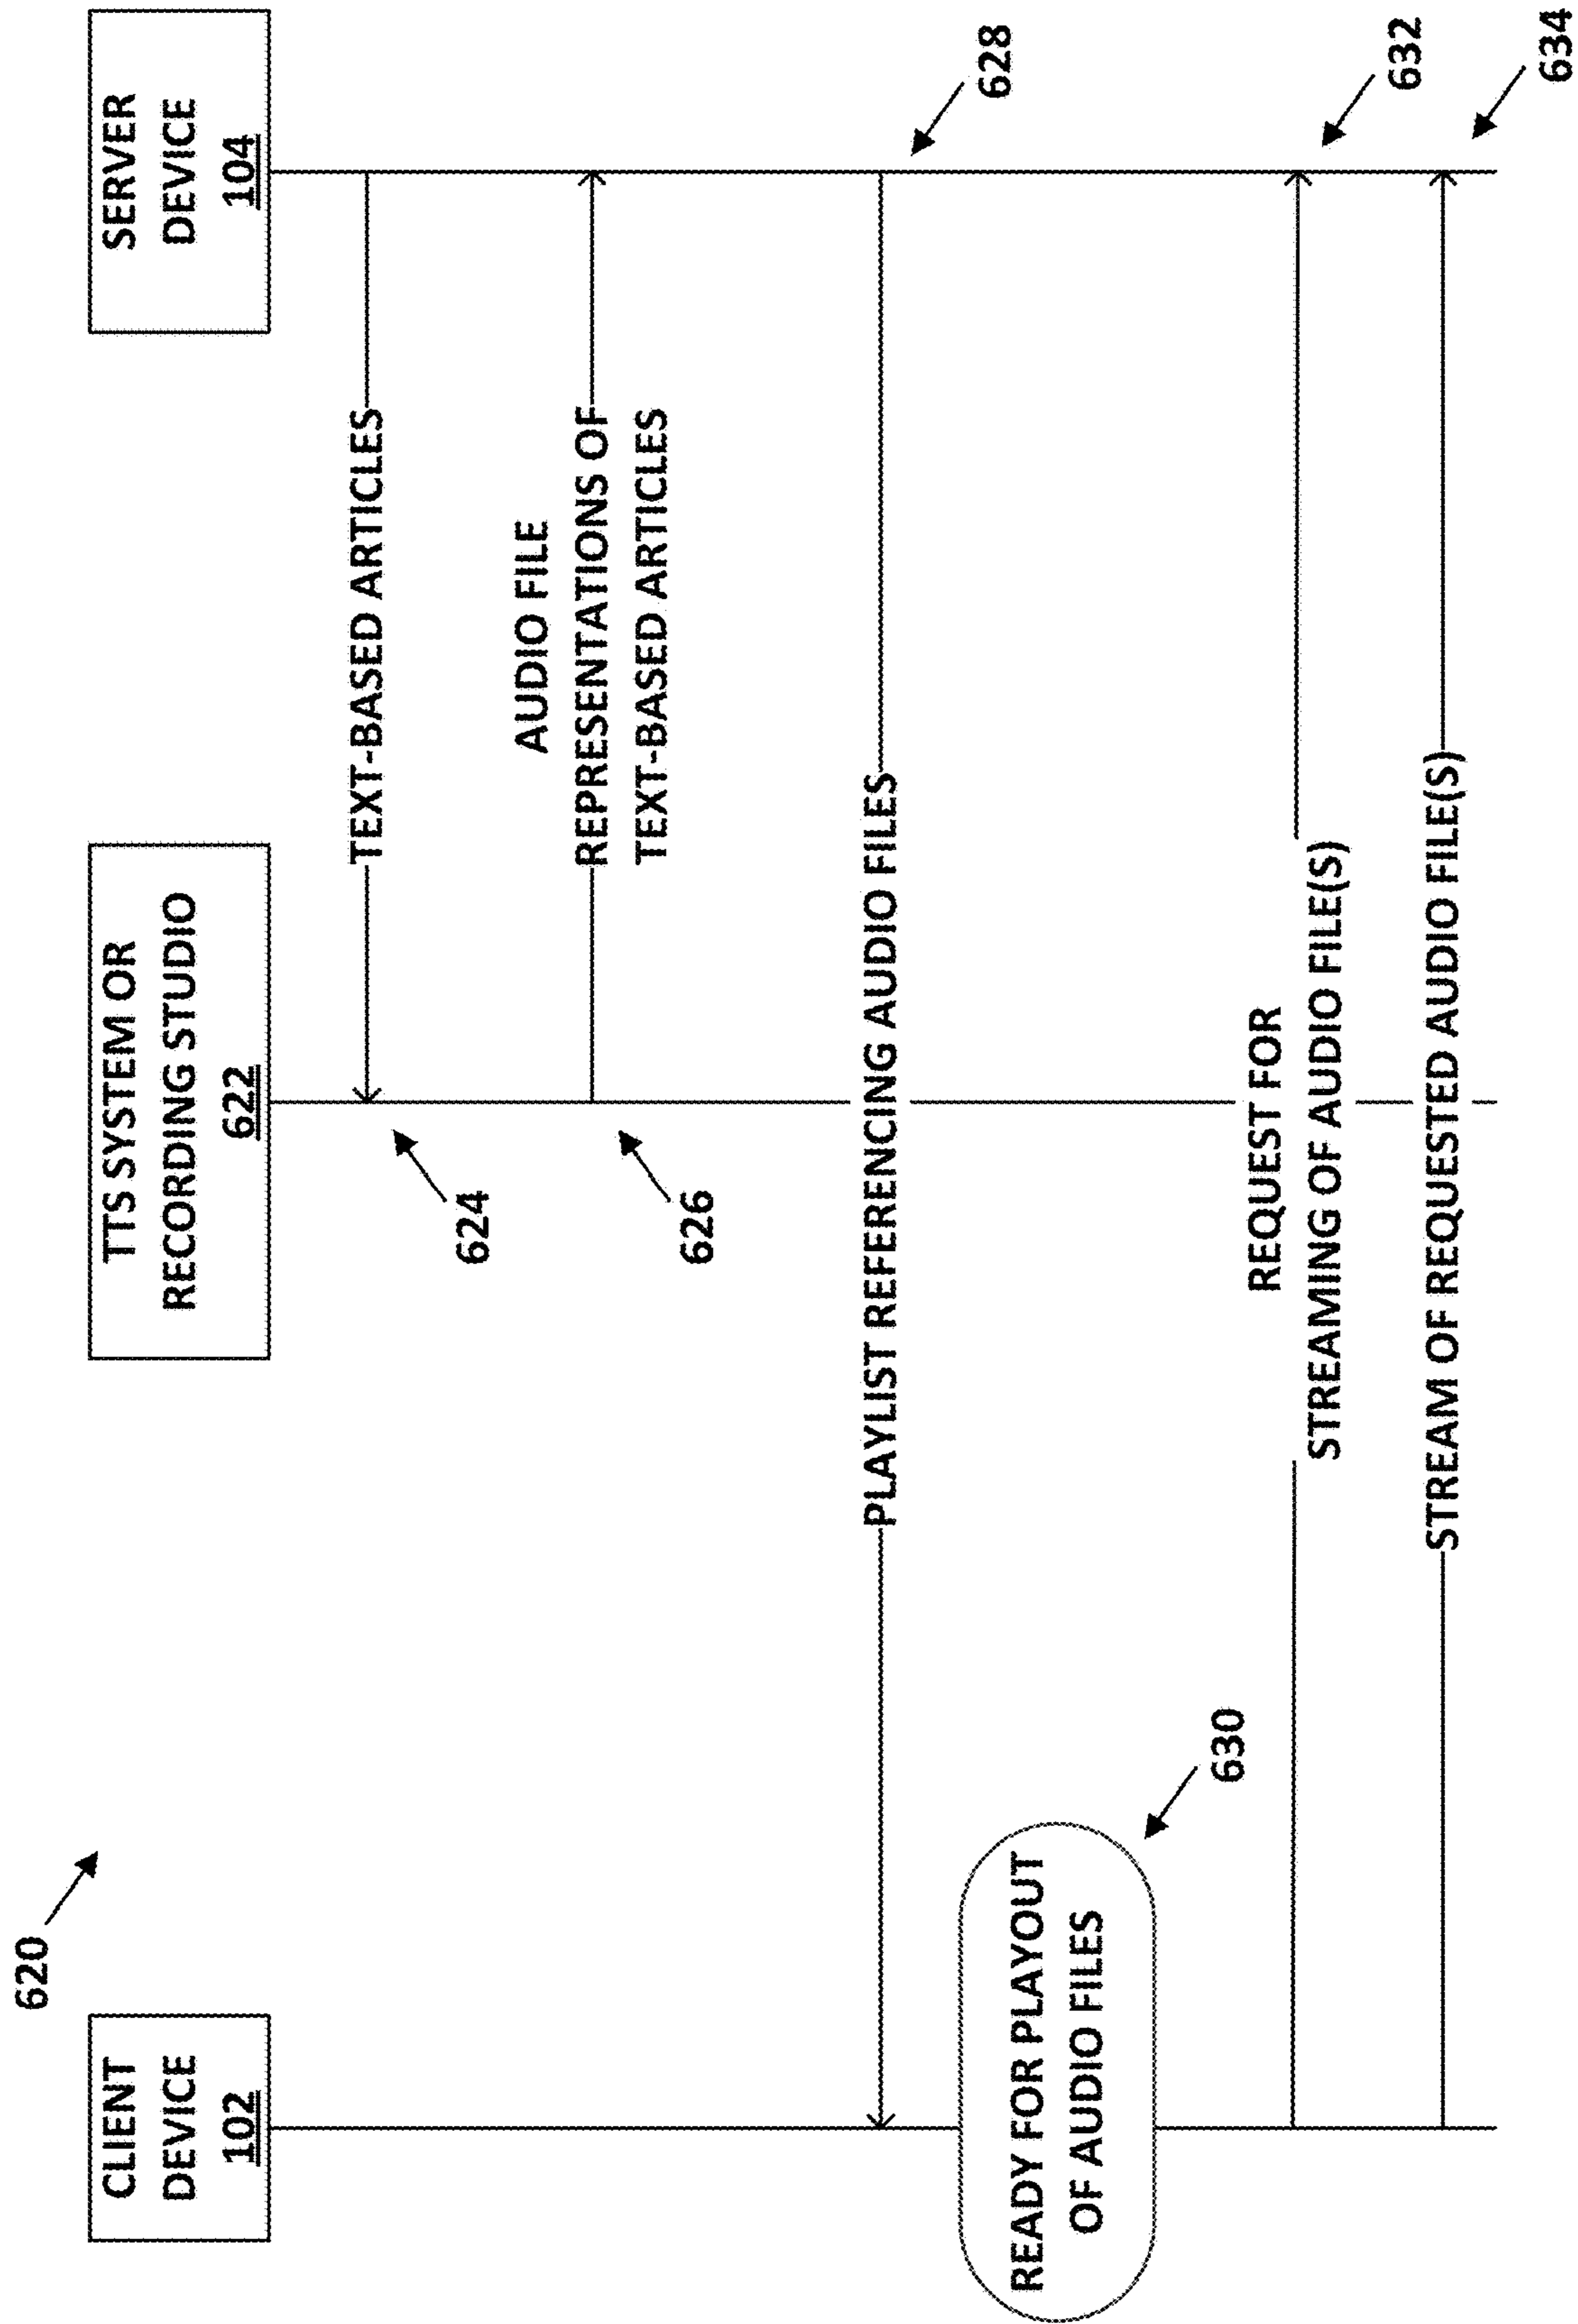 620
CLIENT
DEVICE
102
TTS SYSTEM OR
RECORDING STUDIO
622
SERVER
DEVICE
104
TEXT-BASED ARTICLES
624
AUDIO FILE
REPRESENTATIONS OF
TEXT-BASED ARTICLES
626
PLAYLIST REFERENCING AUDIO FILES
628
READY FOR PLAYOUT
OF AUDIO FILES
630
REQUEST FOR
STREAMING OF AUDIO FILE(S)
632
STREAM OF REQUESTED AUDIO FILE(S)
634